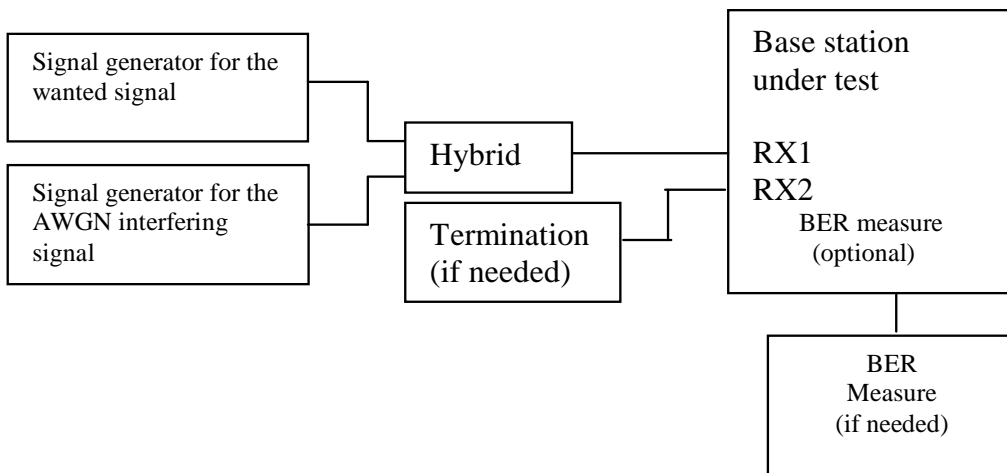 Signal generator for the
wanted signal
Signal generator for the
AWGN interfering
signal
Hybrid
Termination
(if needed)
Base station
under test
RX1
RX2
BER measure
(optional)
BER
Measure
(if needed)